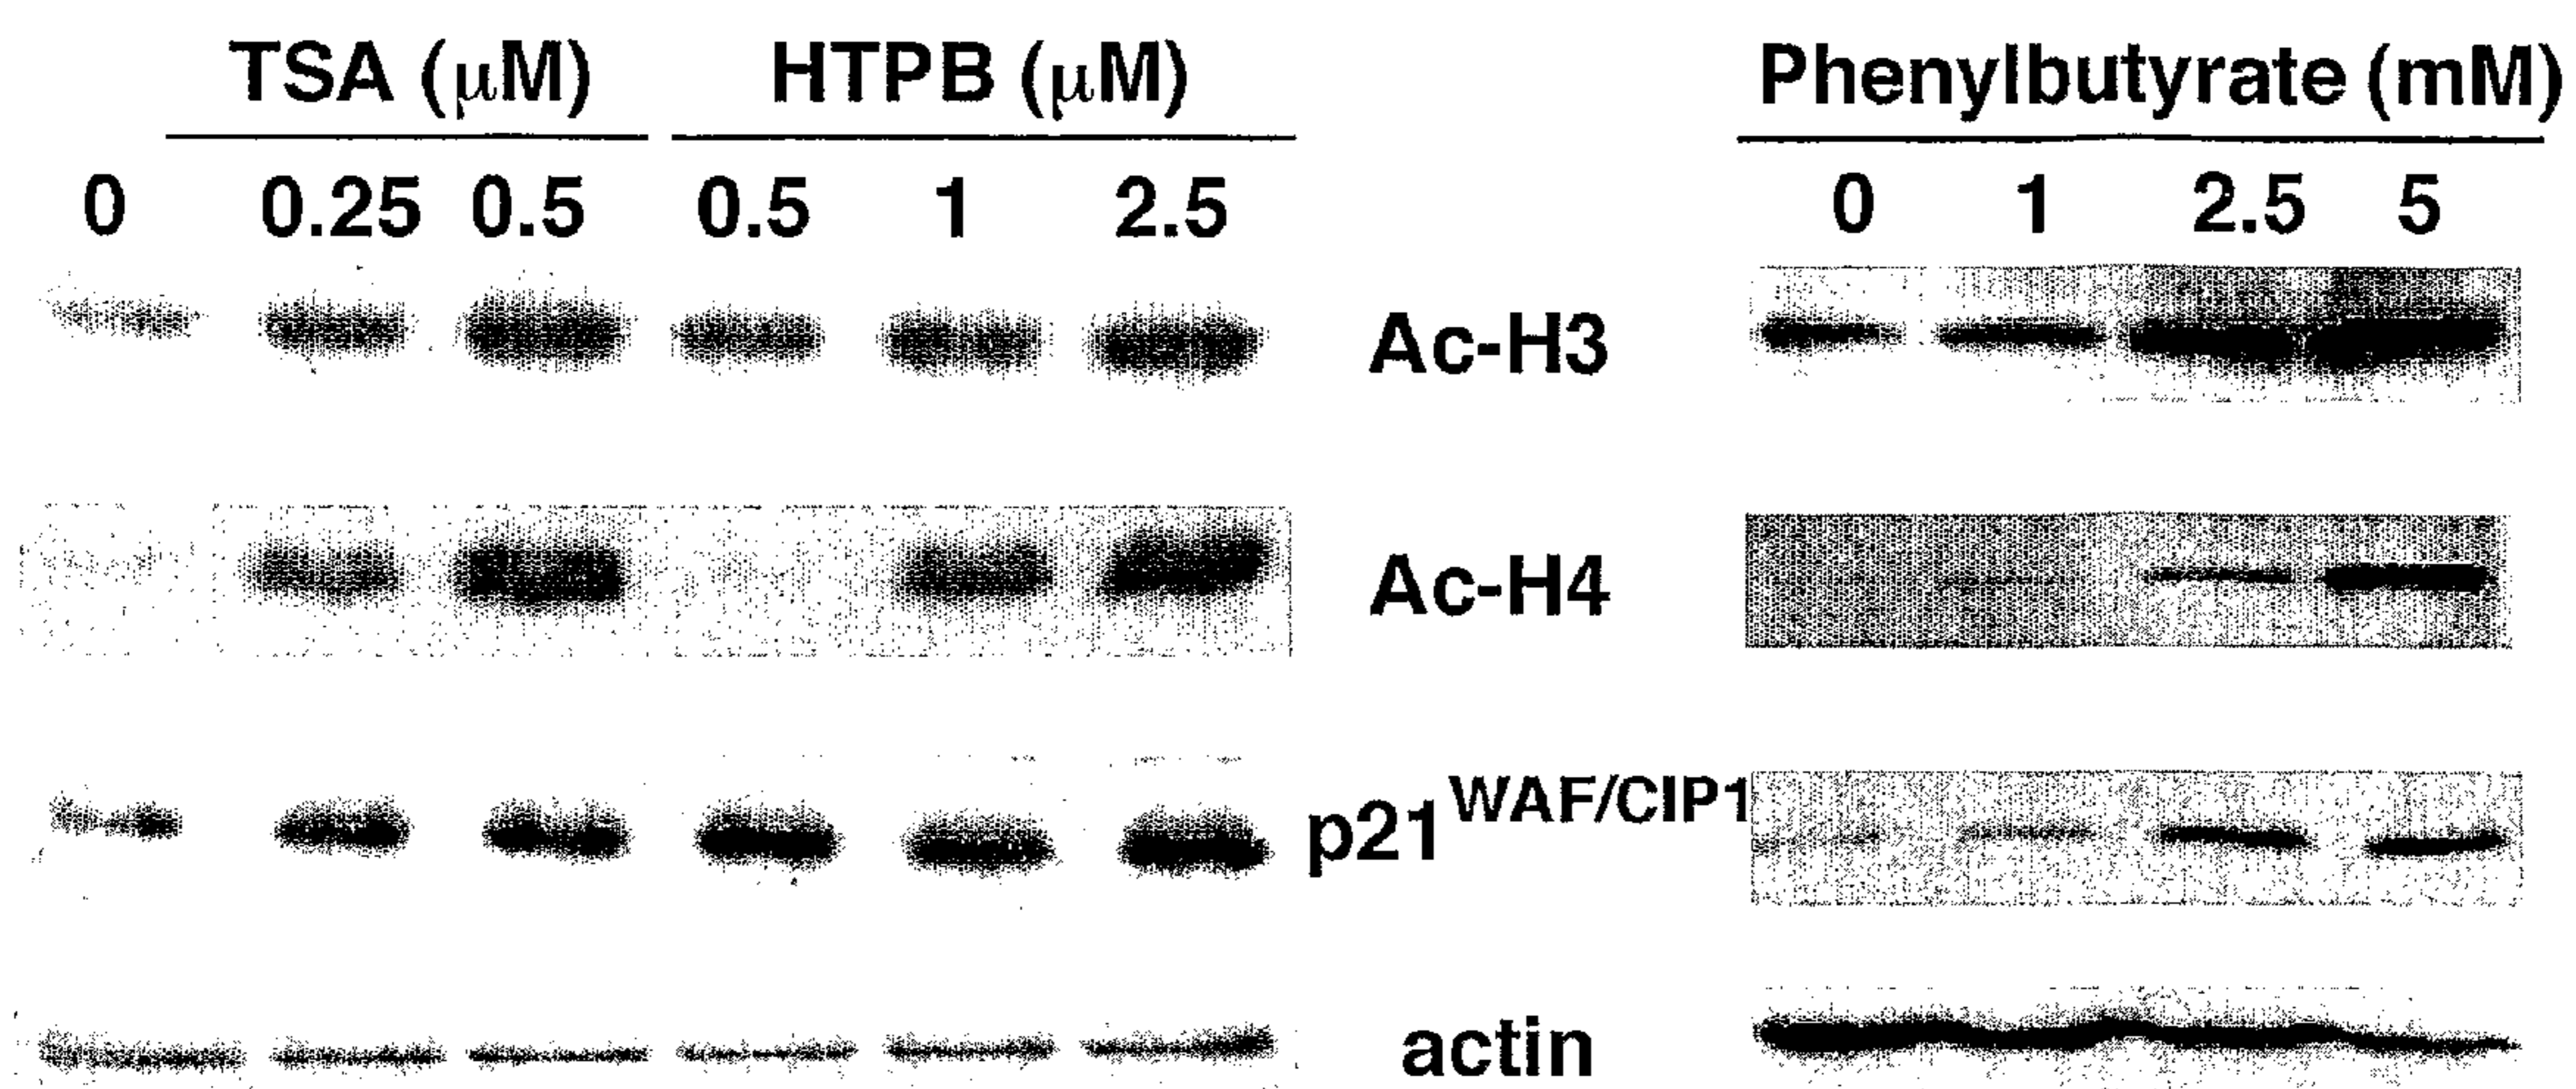 TSA (μM) HTPB (μM) Phenylbutyrate (mM)
0 0.25 0.5 0.5 1 2.5 0 1 2.5 5
Ac-H3
Ac-H4
p21WAF/CIP1
actin